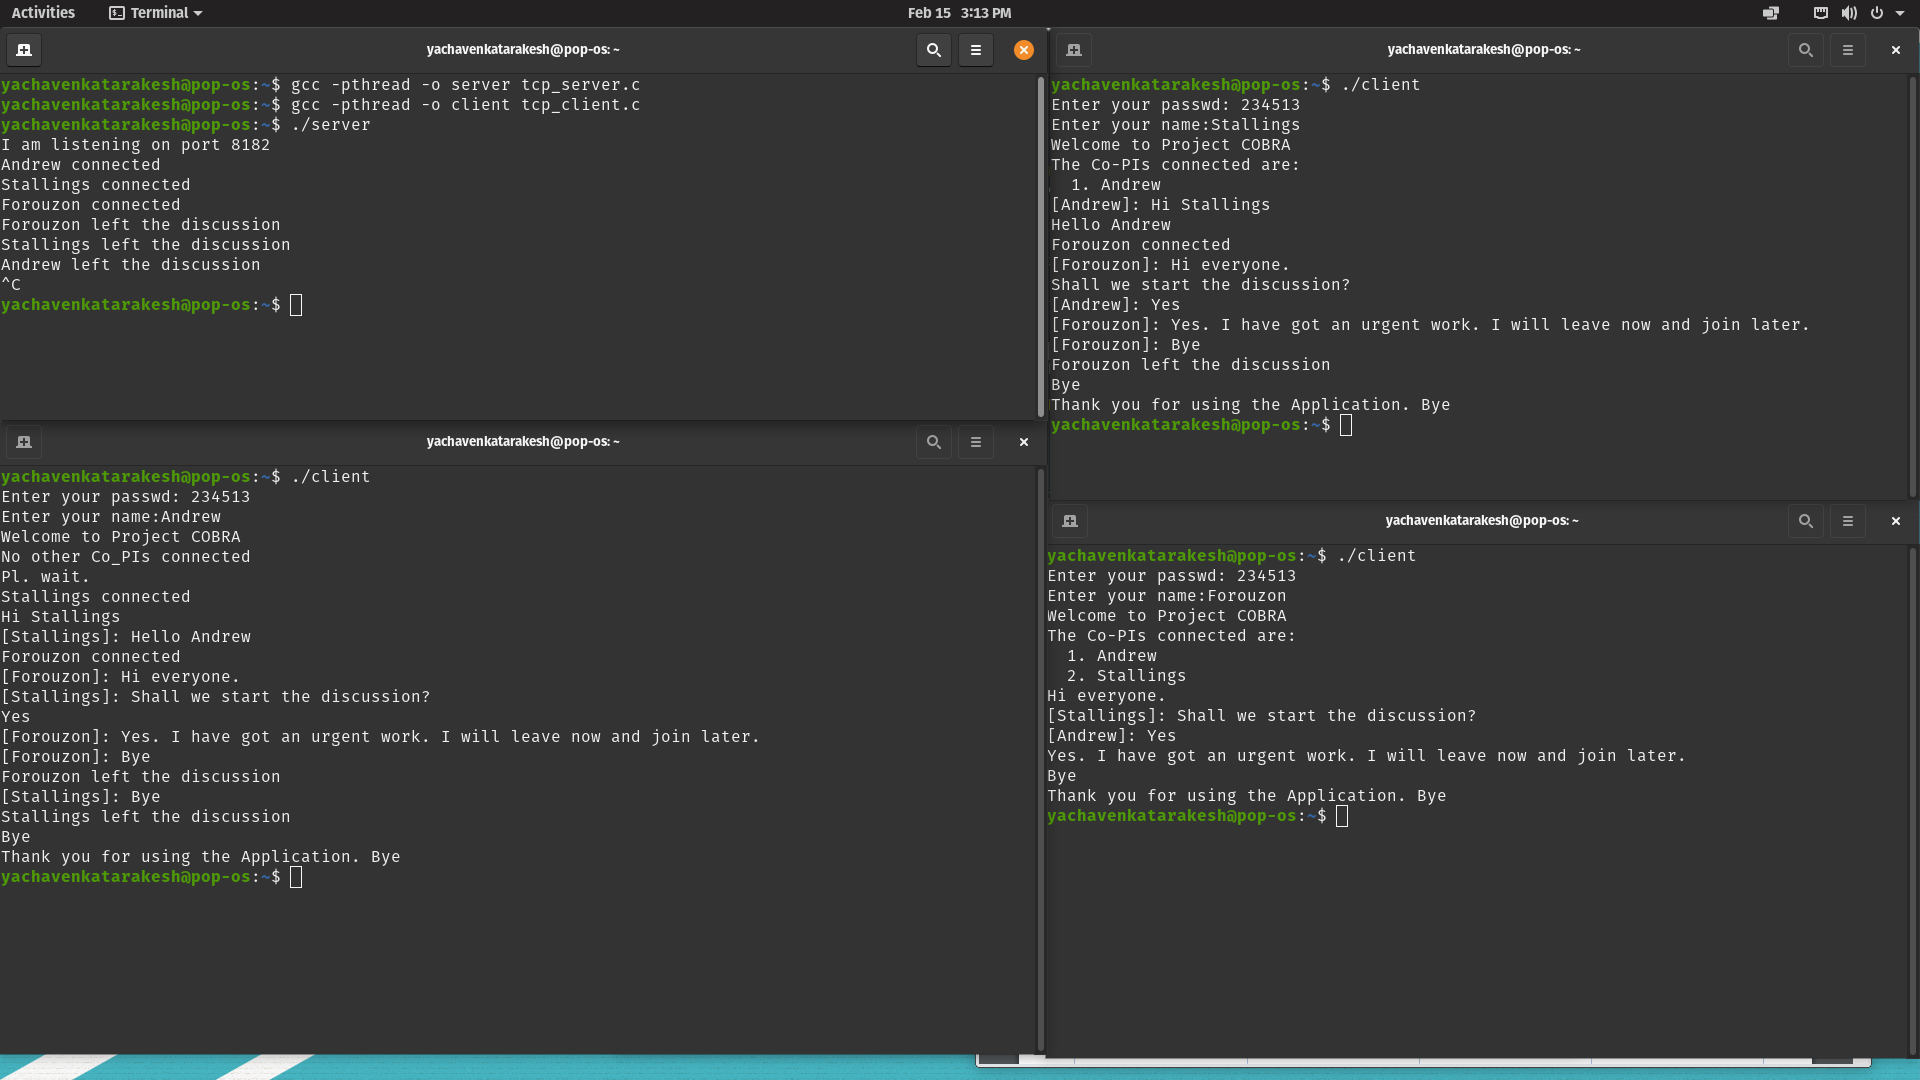 Activities Terminal Feb 15 3:13 PM
yachavenkatarakesh@pop-os: ~
yachavenkatarakesh@pop-os:~$ gcc -pthread -o server tcp_server.c
yachavenkatarakesh@pop-os:~$ gcc -pthread -o client tcp_client.c
yachavenkatarakesh@pop-os:~$ ./server
I am listening on port 8182
Andrew connected
Stallings connected
Forouzon connected
Forouzon left the discussion
Stallings left the discussion
Andrew left the discussion
^C
yachavenkatarakesh@pop-os:~$
yachavenkatarakesh@pop-os: ~
yachavenkatarakesh@pop-os:~$ ./client
Enter your passwd: 234513
Enter your name:Stallings
Welcome to Project COBRA
The Co-PIs connected are:
  1. Andrew
[Andrew]: Hi Stallings
Hello Andrew
Forouzon connected
[Forouzon]: Hi everyone.
Shall we start the discussion?
[Andrew]: Yes
[Forouzon]: Yes. I have got an urgent work. I will leave now and join later.
[Forouzon]: Bye
Forouzon left the discussion
Bye
Thank you for using the Application. Bye
yachavenkatarakesh@pop-os:~$
yachavenkatarakesh@pop-os: ~
yachavenkatarakesh@pop-os:~$ ./client
Enter your passwd: 234513
Enter your name:Andrew
Welcome to Project COBRA
No other Co_PIs connected
Pl. wait.
Stallings connected
Hi Stallings
[Stallings]: Hello Andrew
Forouzon connected
[Forouzon]: Hi everyone.
[Stallings]: Shall we start the discussion?
Yes
[Forouzon]: Yes. I have got an urgent work. I will leave now and join later.
[Forouzon]: Bye
Forouzon left the discussion
[Stallings]: Bye
Stallings left the discussion
Bye
Thank you for using the Application. Bye
yachavenkatarakesh@pop-os:~$
yachavenkatarakesh@pop-os: ~
yachavenkatarakesh@pop-os:~$ ./client
Enter your passwd: 234513
Enter your name:Forouzon
Welcome to Project COBRA
The Co-PIs connected are:
  1. Andrew
  2. Stallings
Hi everyone.
[Stallings]: Shall we start the discussion?
[Andrew]: Yes
Yes. I have got an urgent work. I will leave now and join later.
Bye
Thank you for using the Application. Bye
yachavenkatarakesh@pop-os:~$